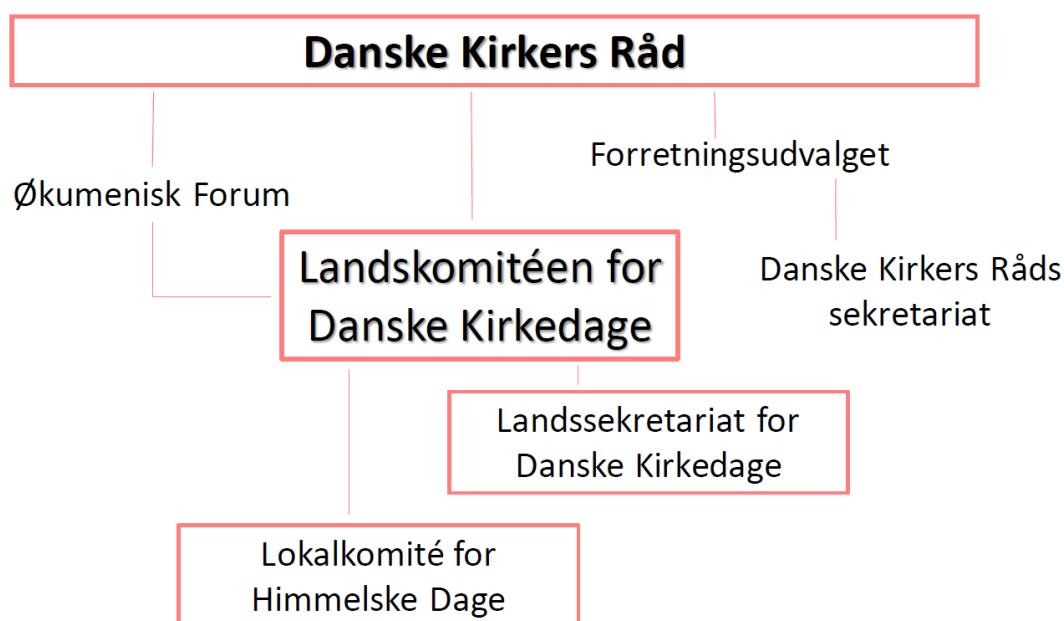 Danske Kirkers Råd
Forretningsudvalget
Økumenisk Forum
Landskomitéen for
Danske Kirkedage
Danske Kirkers Råds
sekretariat
Landssekretariat for
Danske Kirkedage
Lokalkomité for
Himmelske Dage